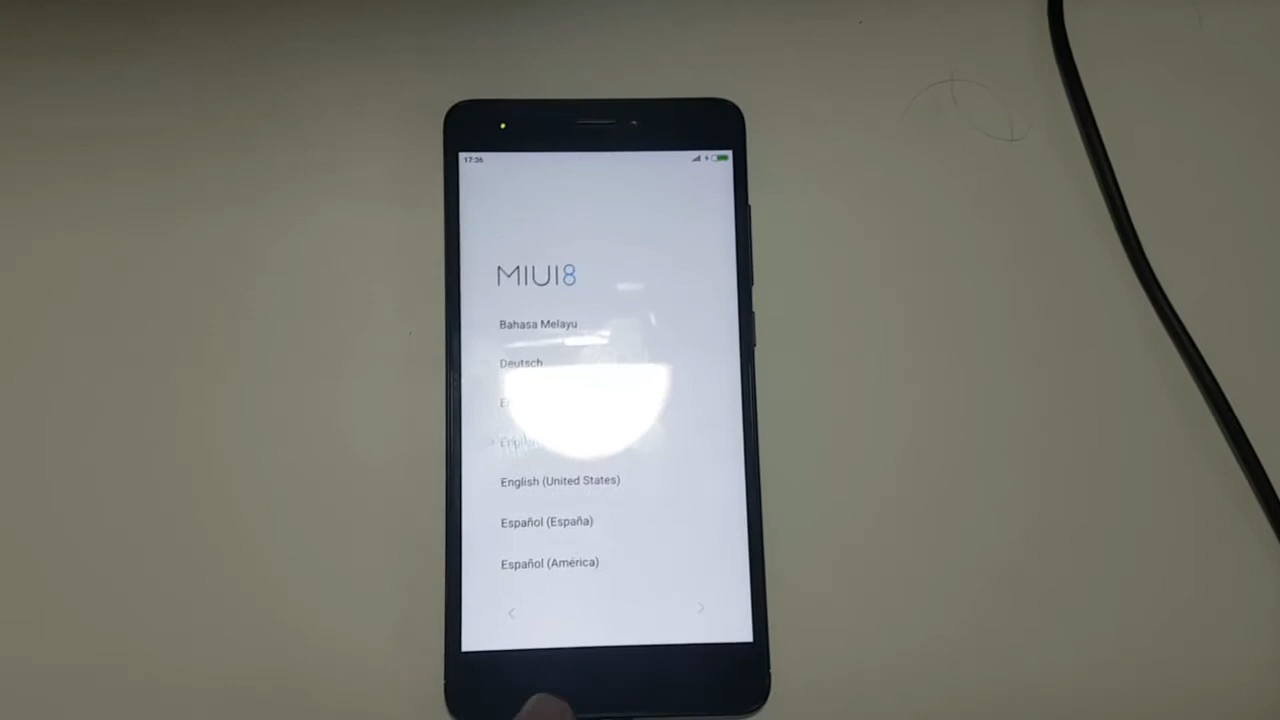 17:36
MIUI8
Bahasa Melayu
Deutsch
English (United States)
Español (España)
Español (América)